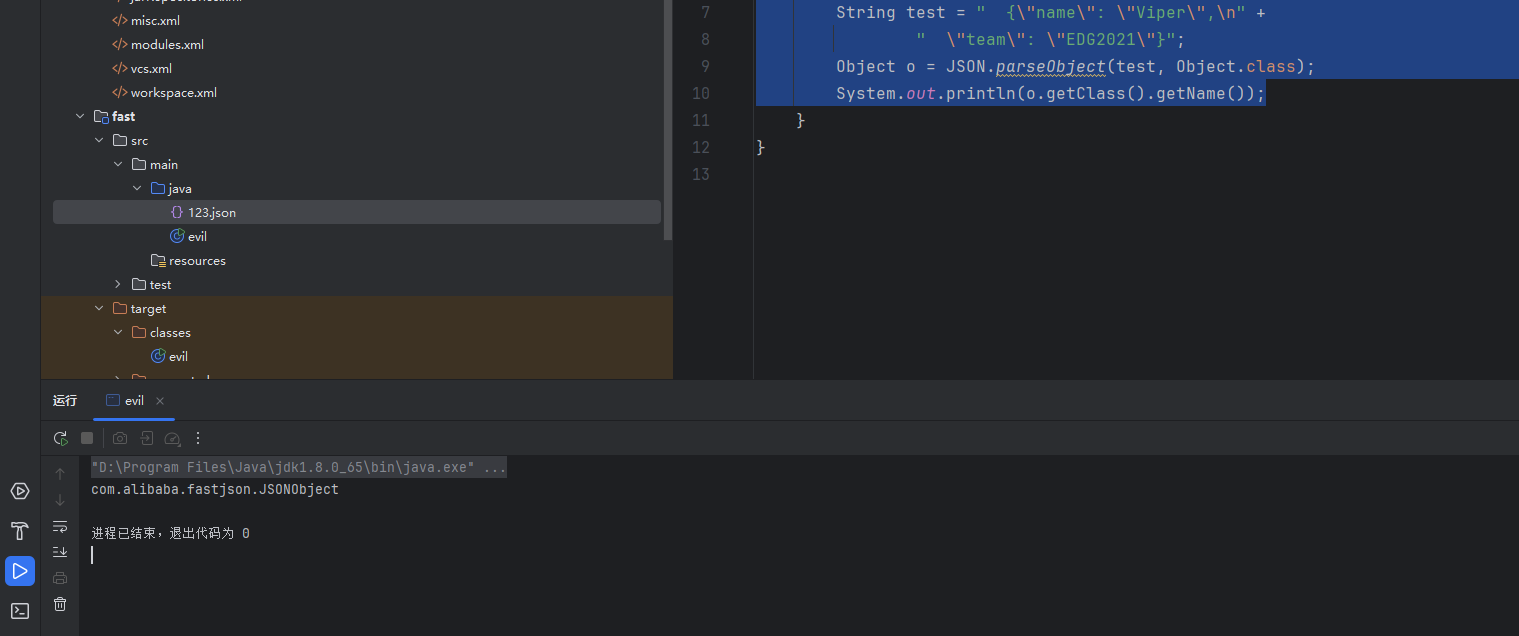 misc.xml
modules.xml
vcs.xml
workspace.xml
fast
src
main
java
123.json
evil
resources
test
target
classes
evil
7 String test = "  {\"name\": \"Viper\",\n" +
8 "  \"team\": \"EDG2021\"}";
9 Object o = JSON.parseObject(test, Object.class);
10 System.out.println(o.getClass().getName());
11 }
12 }
13
运行 evil
"D:\Program Files\Java\jdk1.8.0_65\bin\java.exe" ...
com.alibaba.fastjson.JSONObject
进程已结束，退出代码为 0